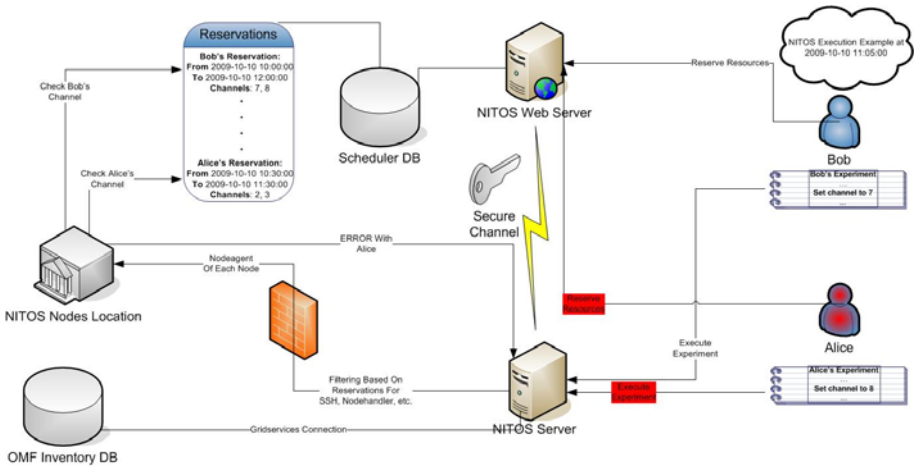 Reservations
Bob's Reservation:
From 2009-10-10 10:00:00
To 2009-10-10 12:00:00
Channels: 7, 8
.
.
.
.
Alice's Reservation:
From 2009-10-10 10:30:00
To 2009-10-10 11:30:00
Channels: 2, 3
Check Bob's
Channel
Check Alice's
Channel
Scheduler DB
NITOS Web Server
Reserve Resources
NITOS Execution Example at
2009-10-10 11:05:00
Bob
Bob's Experiment
...
Set channel to 7
...
Secure
Channel
ERROR With
Alice
Nodeagent
Of Each Node
NITOS Nodes Location
Reserve
Resources
Alice
Execute
Experiment
Alice's Experiment
...
Set channel to 8
...
Execute
Experiment
Filtering Based On
Reservations For
SSH, Nodehandler, etc.
Gridservices Connection
NITOS Server
OMF Inventory DB